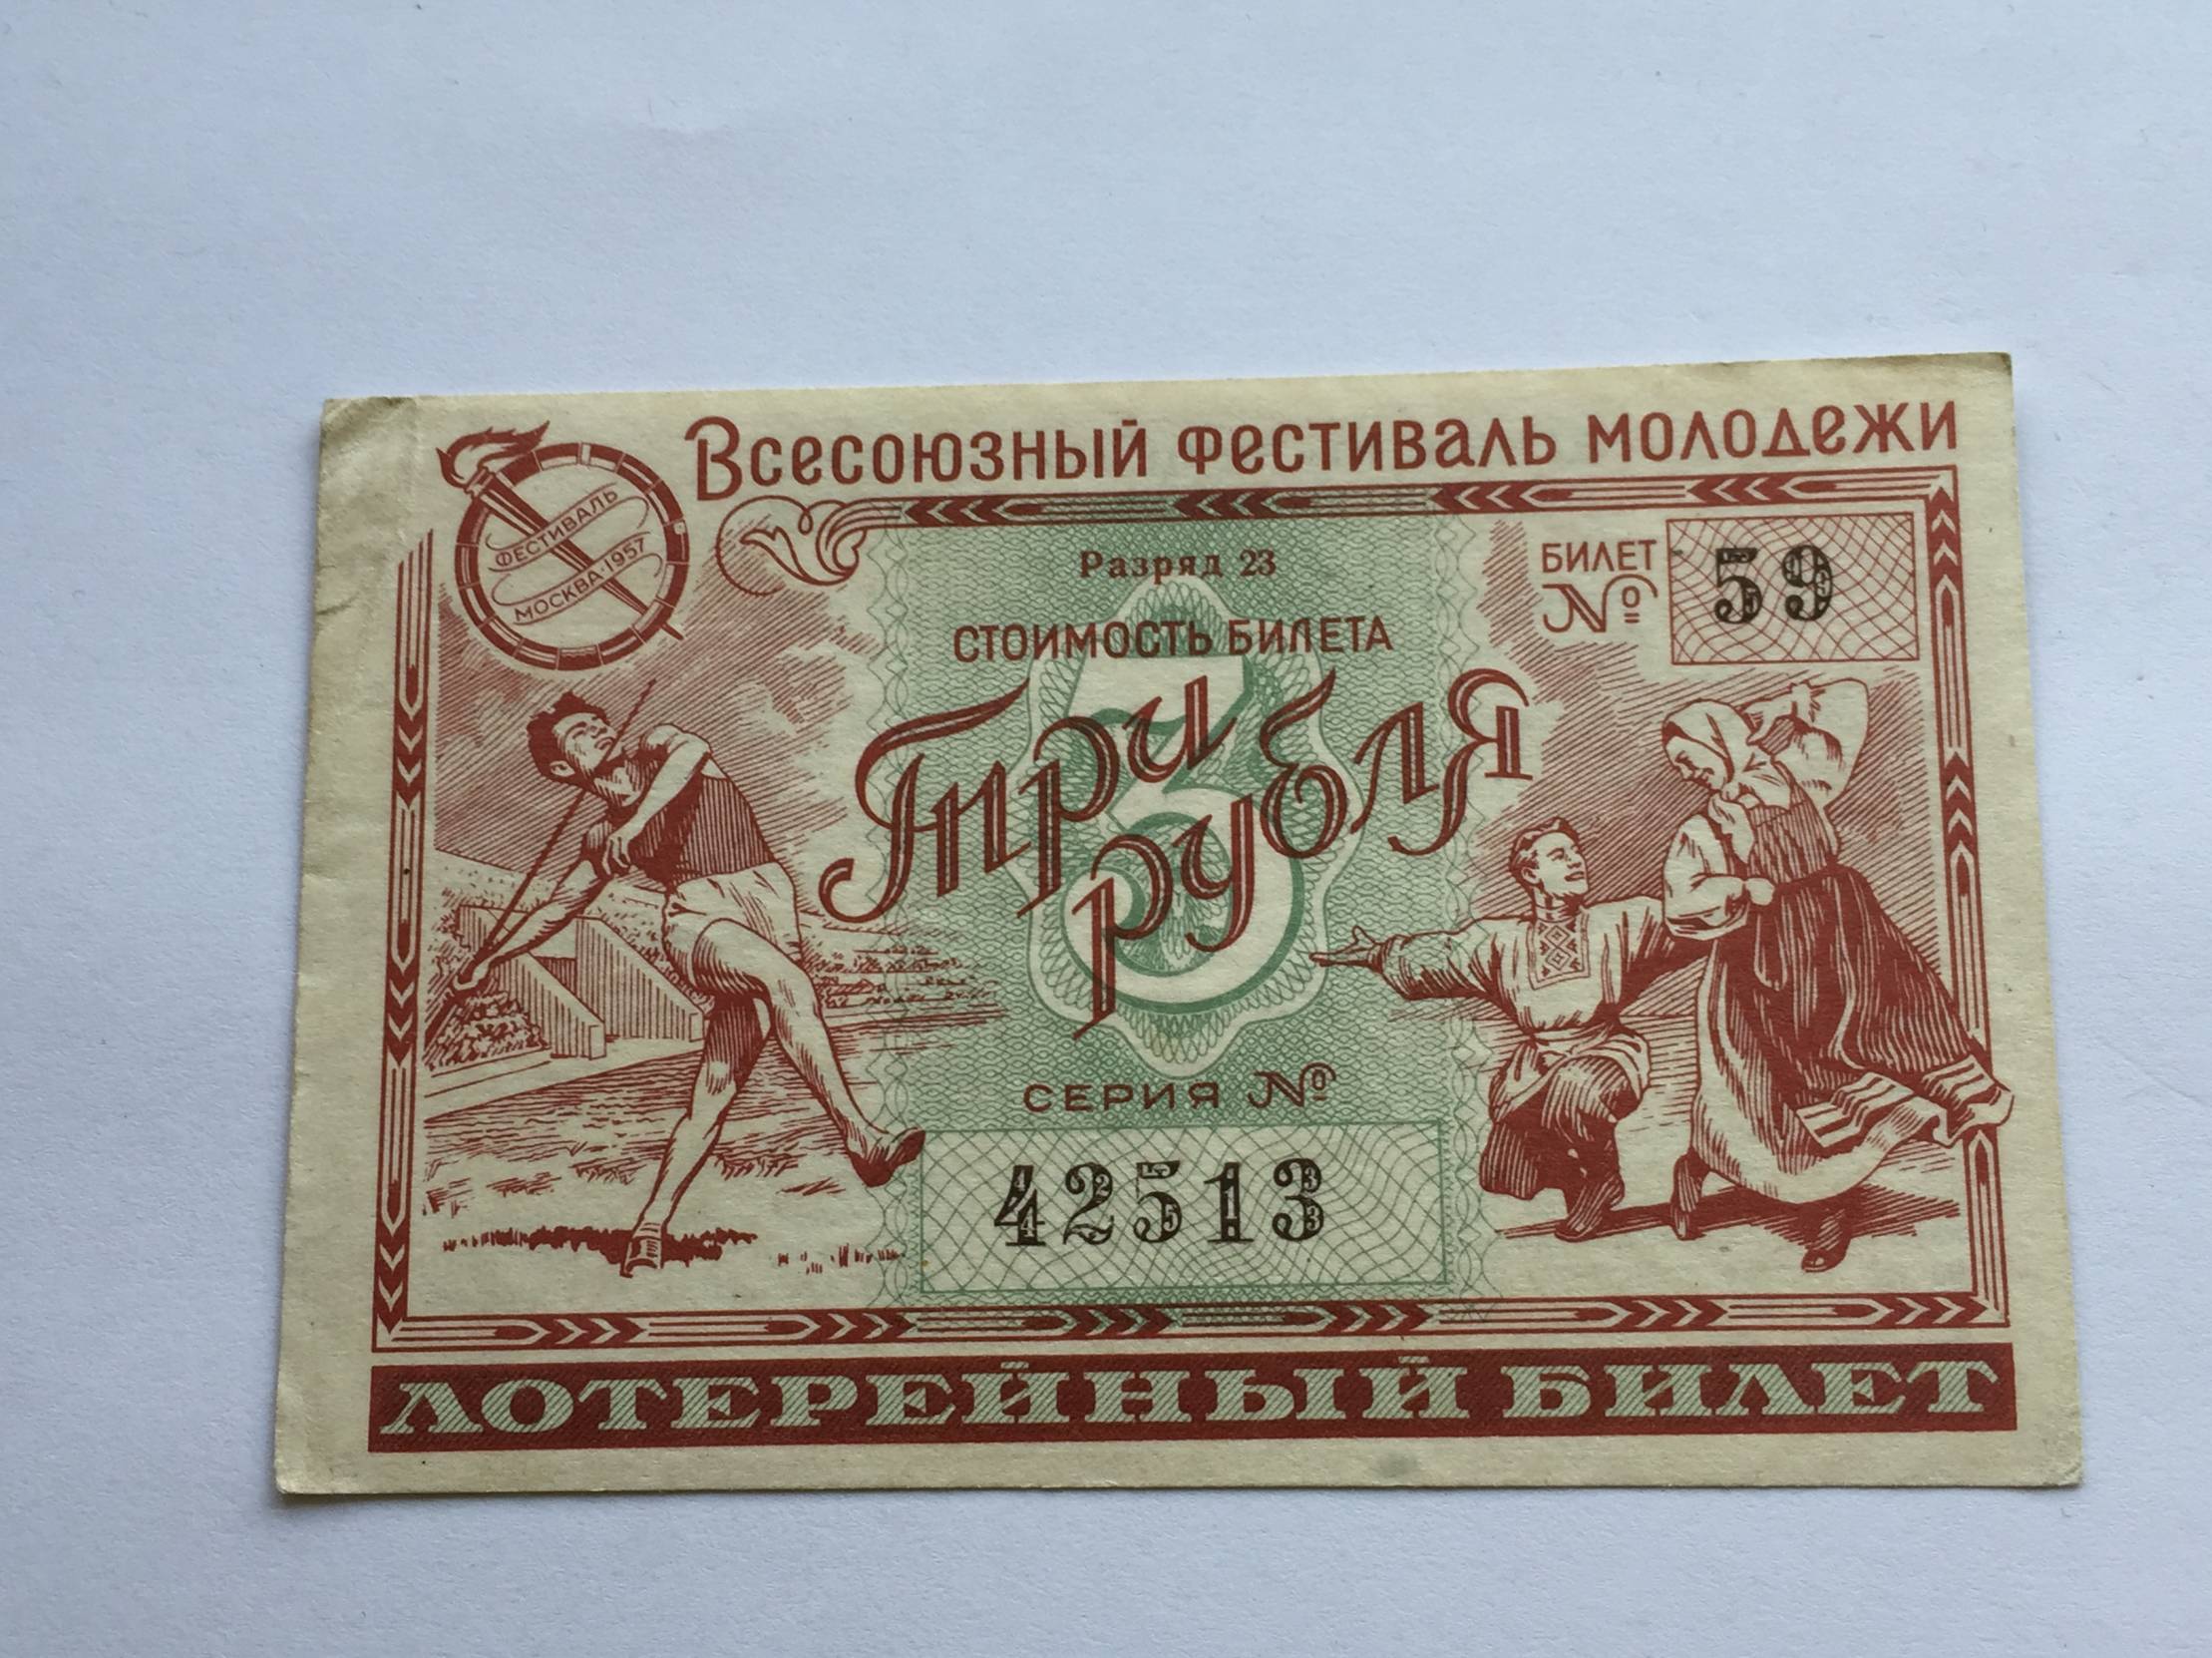 Всесоюзный фестиваль молодежи
ФЕСТИВАЛЬ
МОСКВА·1957
Разряд 23
БИЛЕТ
№ 59
СТОИМОСТЬ БИЛЕТА
3
Три
рубля
СЕРИЯ №
42513
ЛОТЕРЕЙНЫЙ БИЛЕТ